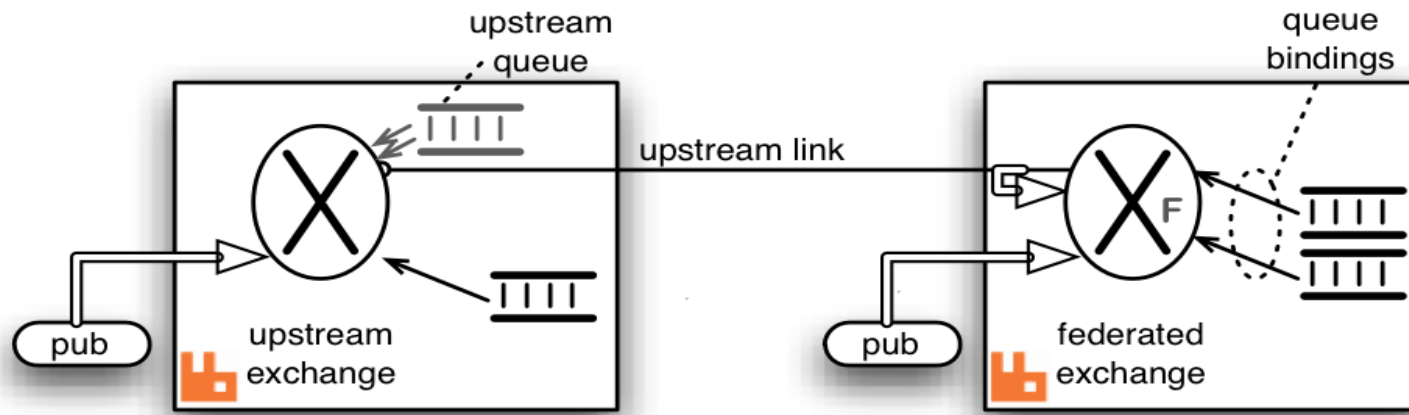 upstream
queue
queue
bindings
upstream link
F
pub
upstream
exchange
pub
federated
exchange